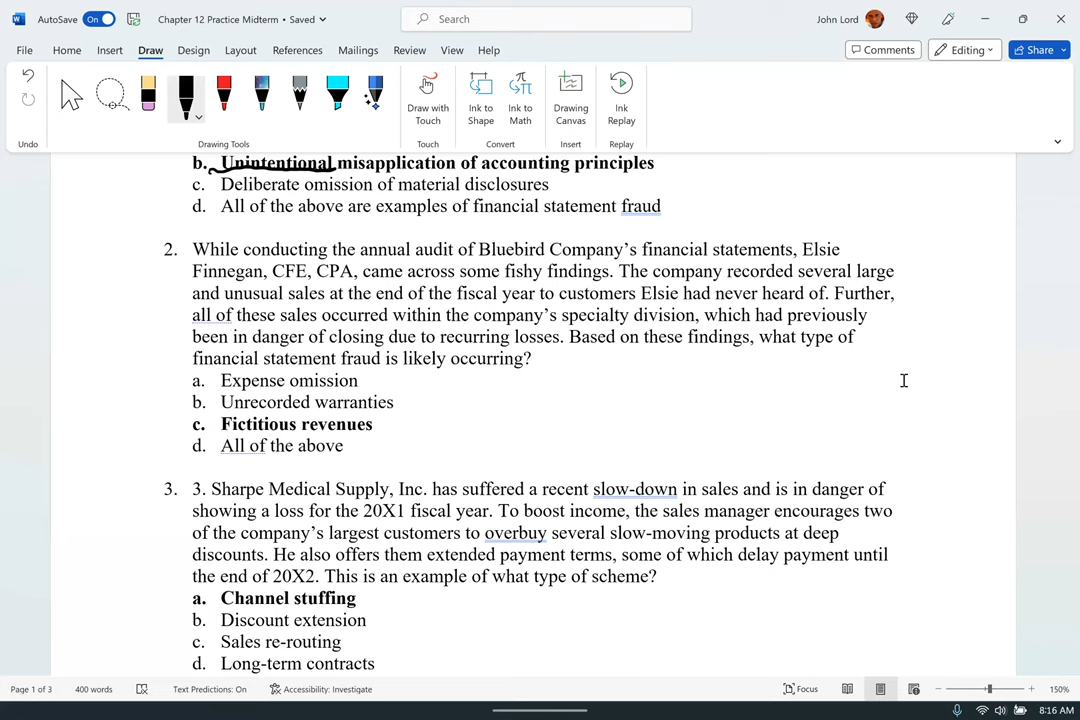 AutoSave On Chapter 12 Practice Midterm • Saved Search John Lord
File Home Insert Draw Design Layout References Mailings Review View Help Comments Editing Share
Undo Drawing Tools Draw with Touch Touch Ink to Shape Ink to Math Convert Drawing Canvas Insert Ink Replay Replay
b. Unintentional misapplication of accounting principles
c. Deliberate omission of material disclosures
d. All of the above are examples of financial statement fraud
2. While conducting the annual audit of Bluebird Company's financial statements, Elsie
Finnegan, CFE, CPA, came across some fishy findings. The company recorded several large
and unusual sales at the end of the fiscal year to customers Elsie had never heard of. Further,
all of these sales occurred within the company's specialty division, which had previously
been in danger of closing due to recurring losses. Based on these findings, what type of
financial statement fraud is likely occurring?
a. Expense omission
b. Unrecorded warranties
c. Fictitious revenues
d. All of the above
3. 3. Sharpe Medical Supply, Inc. has suffered a recent slow-down in sales and is in danger of
showing a loss for the 20X1 fiscal year. To boost income, the sales manager encourages two
of the company's largest customers to overbuy several slow-moving products at deep
discounts. He also offers them extended payment terms, some of which delay payment until
the end of 20X2. This is an example of what type of scheme?
a. Channel stuffing
b. Discount extension
c. Sales re-routing
d. Long-term contracts
Page 1 of 3 400 words Text Predictions: On Accessibility: Investigate Focus 150%
8:16 AM